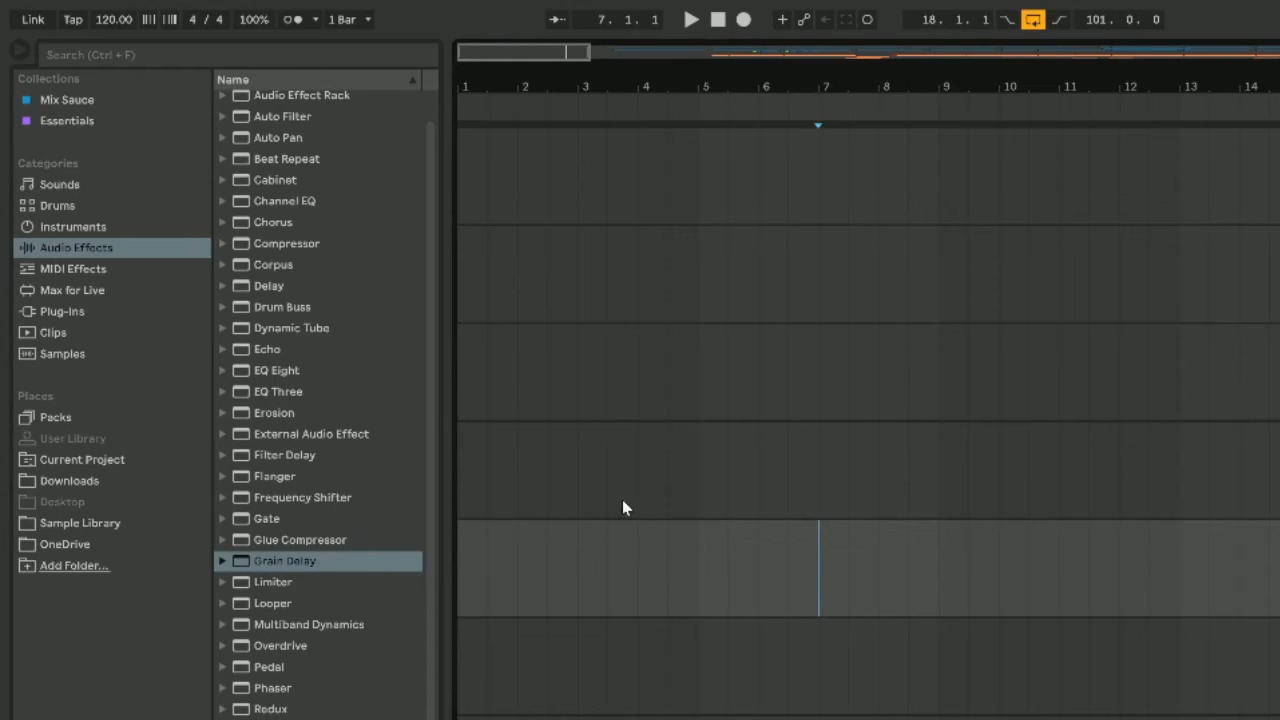 Link Tap 120.00 4 / 4 100% 1 Bar 7. 1. 1 18. 1. 1 101. 0. 0
Search (Ctrl + F)
Collections
Mix Sauce
Essentials
Categories
Sounds
Drums
Instruments
Audio Effects
MIDI Effects
Max for Live
Plug-Ins
Clips
Samples
Places
Packs
User Library
Current Project
Downloads
Desktop
Sample Library
OneDrive
Add Folder...
Name
Audio Effect Rack
Auto Filter
Auto Pan
Beat Repeat
Cabinet
Channel EQ
Chorus
Compressor
Corpus
Delay
Drum Buss
Dynamic Tube
Echo
EQ Eight
EQ Three
Erosion
External Audio Effect
Filter Delay
Flanger
Frequency Shifter
Gate
Glue Compressor
Grain Delay
Limiter
Looper
Multiband Dynamics
Overdrive
Pedal
Phaser
Redux
1 2 3 4 5 6 7 8 9 10 11 12 13 14